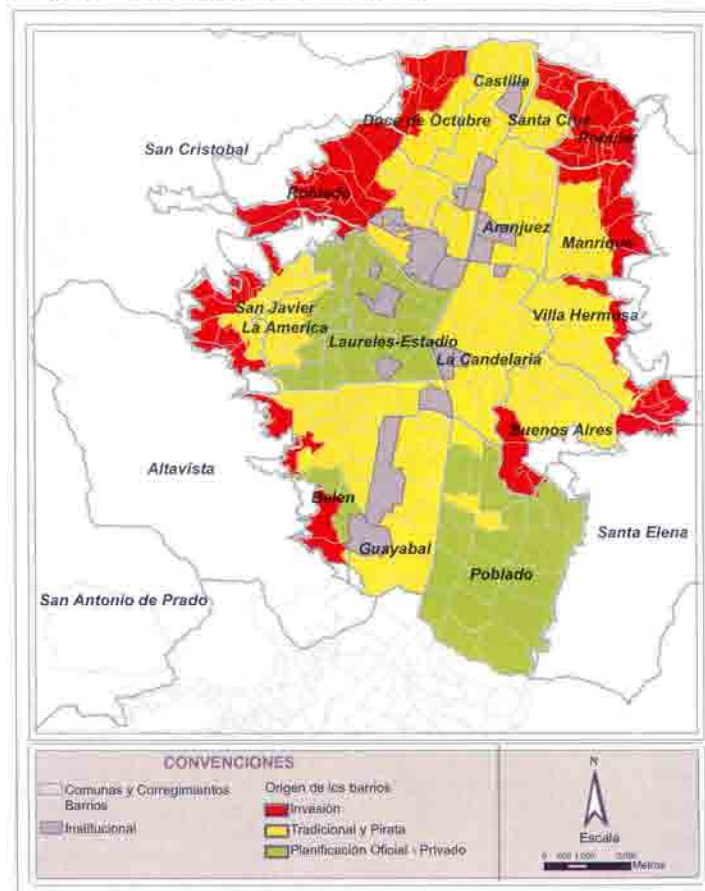 Castilla
Doce de Octubre
Santa Cruz
Popular
San Cristobal
Robledo
Aranjuez
Manrique
San Javier
La America
Villa Hermosa
Laureles-Estadio
La Candelaria
Buenos Aires
Altavista
Belen
Santa Elena
Guayabal
Poblado
San Antonio de Prado
CONVENCIONES
Comunas y Corregimientos
Barrios
Institucional
Origen de los barrios
Invasión
Tradicional y Pirata
Planificación Oficial - Privado
N
Escala
Metros